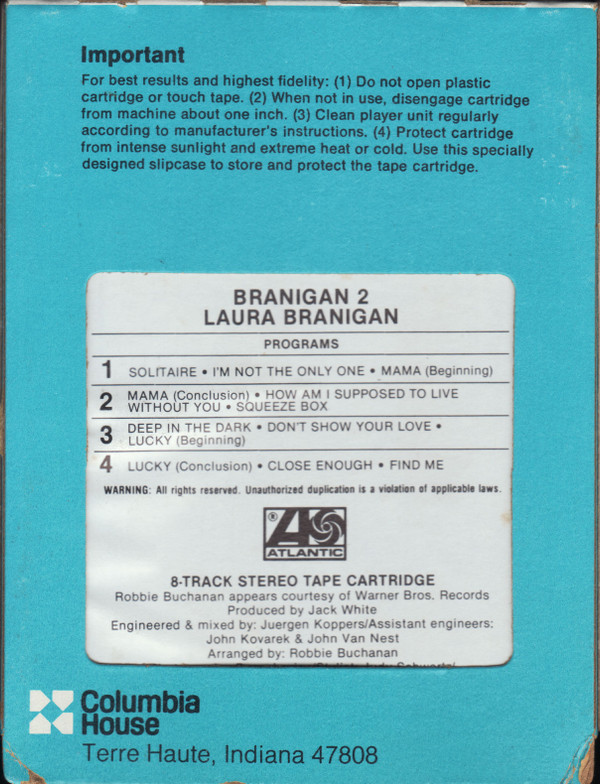 Important
For best results and highest fidelity: (1) Do not open plastic
cartridge or touch tape. (2) When not in use, disengage cartridge
from machine about one inch. (3) Clean player unit regularly
according to manufacturer's instructions. (4) Protect cartridge
from intense sunlight and extreme heat or cold. Use this specially
designed slipcase to store and protect the tape cartridge.
BRANIGAN 2
LAURA BRANIGAN
PROGRAMS
1 SOLITAIRE • I'M NOT THE ONLY ONE • MAMA (Beginning)
2 MAMA (Conclusion) • HOW AM I SUPPOSED TO LIVE
WITHOUT YOU • SQUEEZE BOX
3 DEEP IN THE DARK • DON'T SHOW YOUR LOVE •
LUCKY (Beginning)
4 LUCKY (Conclusion) • CLOSE ENOUGH • FIND ME
WARNING: All rights reserved. Unauthorized duplication is a violation of applicable laws.
®
ATLANTIC
8-TRACK STEREO TAPE CARTRIDGE
Robbie Buchanan appears courtesy of Warner Bros. Records
Produced by Jack White
Engineered & mixed by: Juergen Koppers/Assistant engineers:
John Kovarek & John Van Nest
Arranged by: Robbie Buchanan
Columbia
House
Terre Haute, Indiana 47808